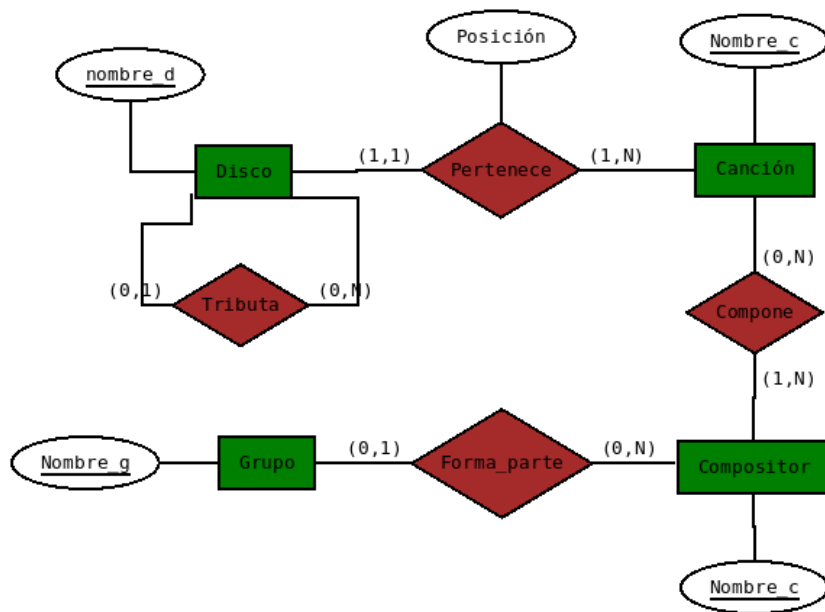 Posición
Nombre_c
nombre_d
(1,1)
(1,N)
Disco
Pertenece
Canción
(0,N)
(0,1)
(0,N)
Tributa
Compone
(1,N)
(0,1)
(0,N)
Nombre_g
Grupo
Forma_parte
Compositor
Nombre_c